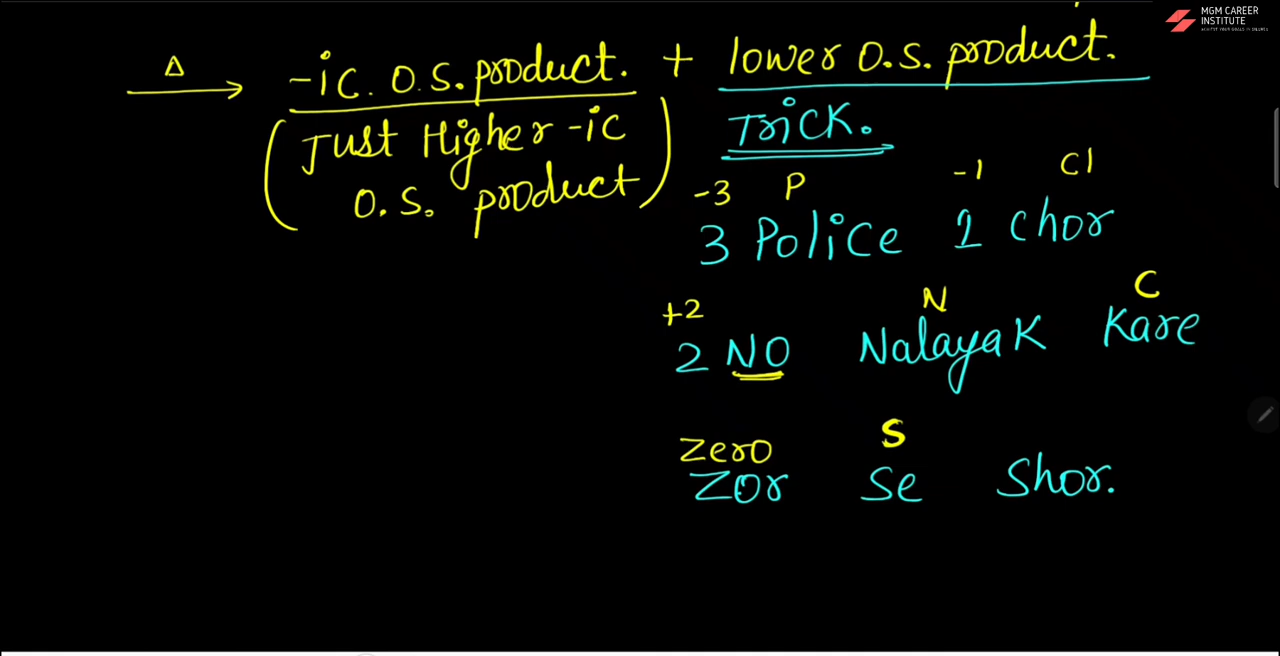 MGM CAREER
INSTITUTE
Δ
-ic. O.S. product. + lower O.S. product.
(Just Higher -ic
O.S. product)
Trick.
-3 P -1 Cl
3 Police 1 Chor
+2 N C
2 NO Nalayak Kare
Zero S
Zor Se Shor.